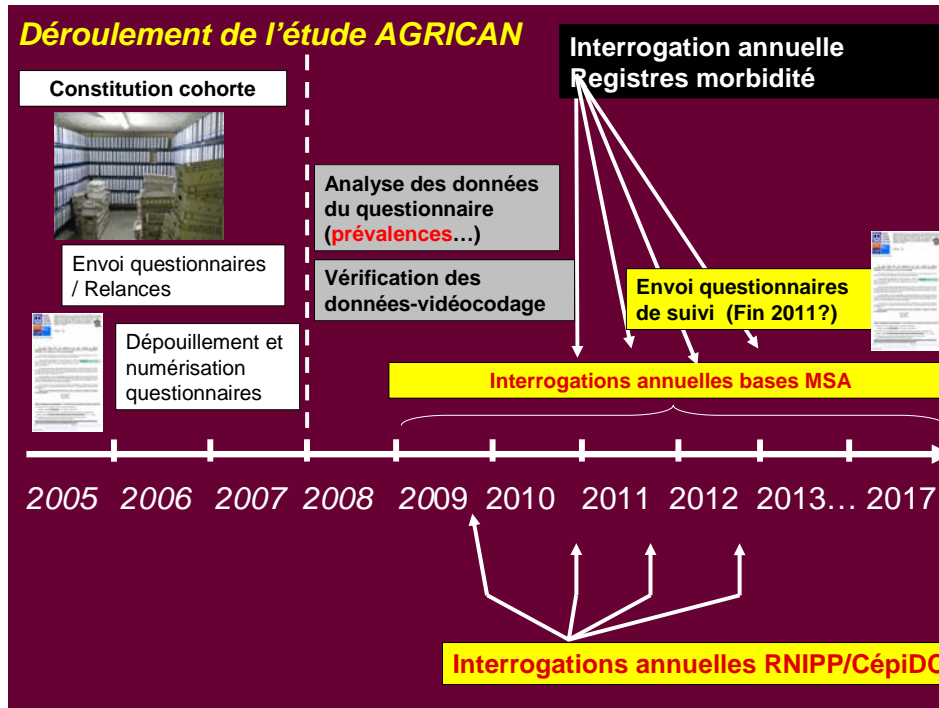 Déroulement de l'étude AGRICAN
Interrogation annuelle
Registres morbidité
Constitution cohorte
Analyse des données
du questionnaire
(prévalences…)
Envoi questionnaires
/ Relances
Vérification des
données-vidéocodage
Envoi questionnaires
de suivi (Fin 2011?)
Dépouillement et
numérisation
questionnaires
Interrogations annuelles bases MSA
2005 2006 2007 2008 2009 2010 2011 2012 2013… 2017
Interrogations annuelles RNIPP/CépiDC